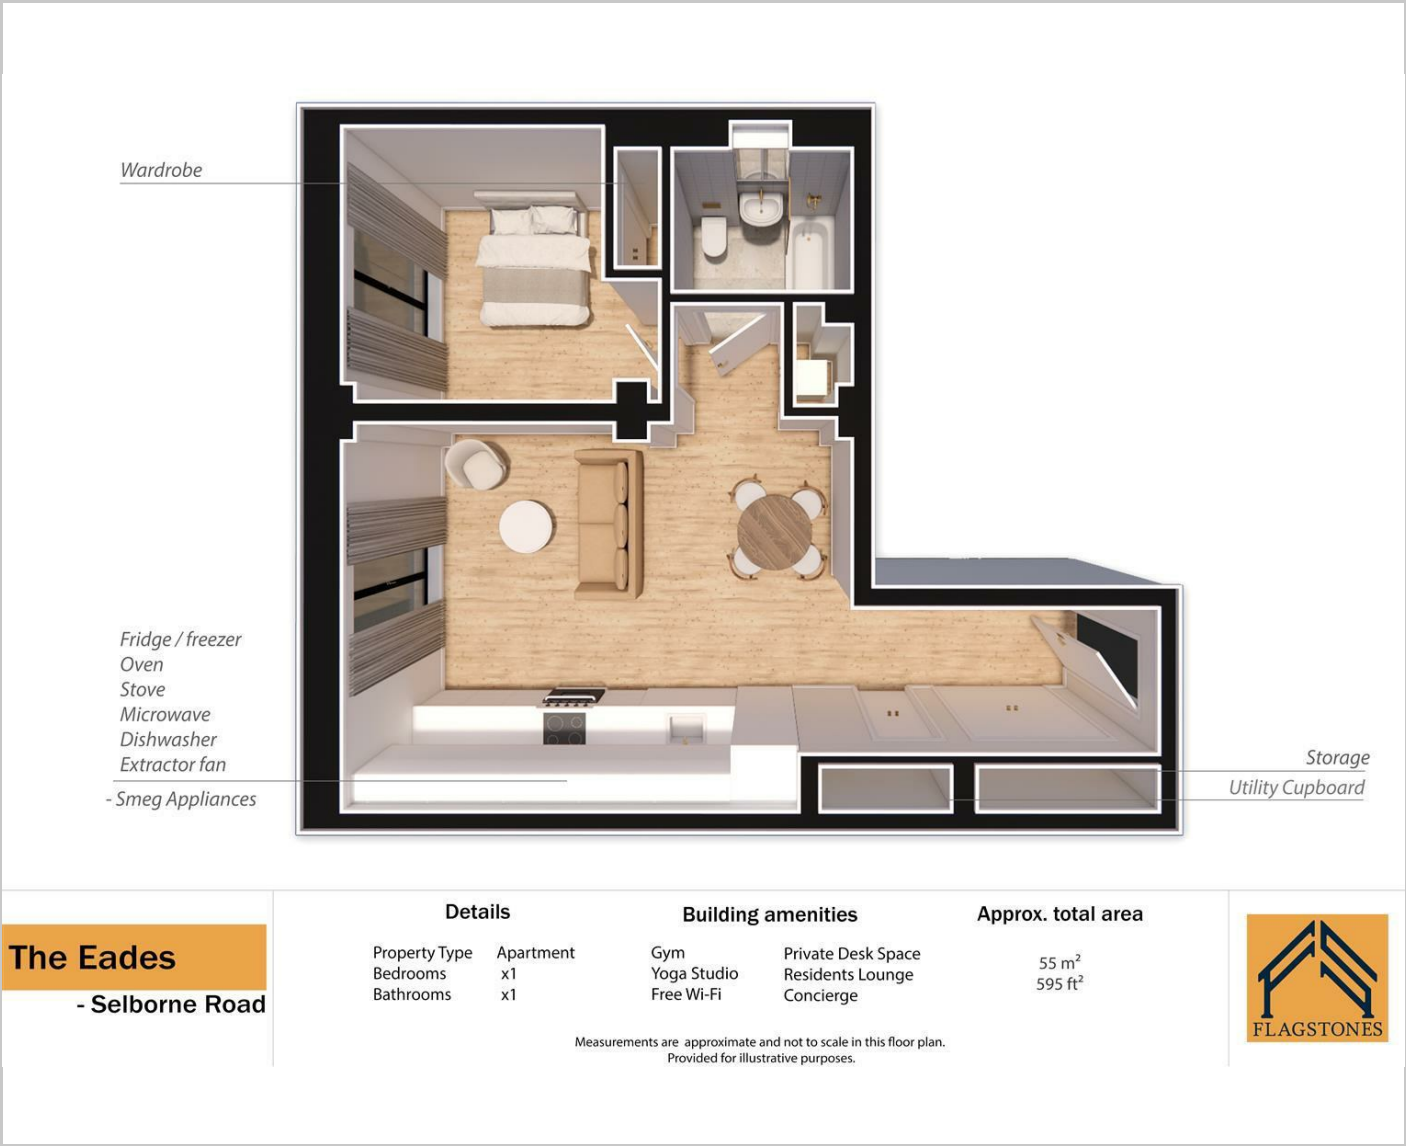 Wardrobe
Fridge / freezer
Oven
Stove
Microwave
Dishwasher
Extractor fan
- Smeg Appliances
Storage
Utility Cupboard
The Eades
- Selborne Road
Details
Property Type Apartment
Bedrooms x1
Bathrooms x1
Building amenities
Gym Private Desk Space
Yoga Studio Residents Lounge
Free Wi-Fi Concierge
Approx. total area
55 m²
595 ft²
Measurements are approximate and not to scale in this floor plan.
Provided for illustrative purposes.
FLAGSTONES